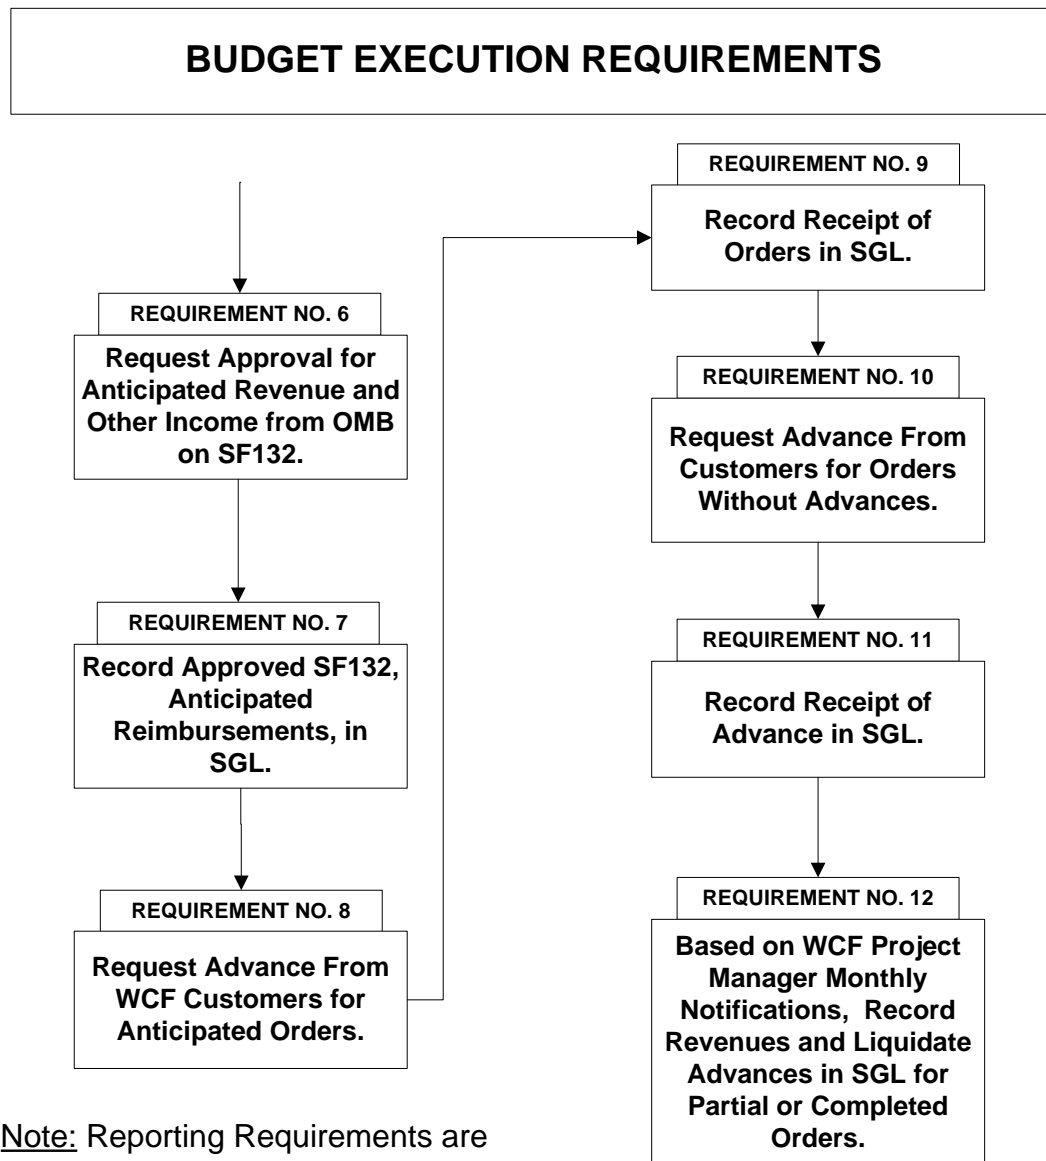 BUDGET EXECUTION REQUIREMENTS
REQUIREMENT NO. 6
Request Approval for
Anticipated Revenue and
Other Income from OMB
on SF132.
REQUIREMENT NO. 7
Record Approved SF132,
Anticipated
Reimbursements, in
SGL.
REQUIREMENT NO. 8
Request Advance From
WCF Customers for
Anticipated Orders.
REQUIREMENT NO. 9
Record Receipt of
Orders in SGL.
REQUIREMENT NO. 10
Request Advance From
Customers for Orders
Without Advances.
REQUIREMENT NO. 11
Record Receipt of
Advance in SGL.
REQUIREMENT NO. 12
Based on WCF Project
Manager Monthly
Notifications, Record
Revenues and Liquidate
Advances in SGL for
Partial or Completed
Orders.
Note: Reporting Requirements are